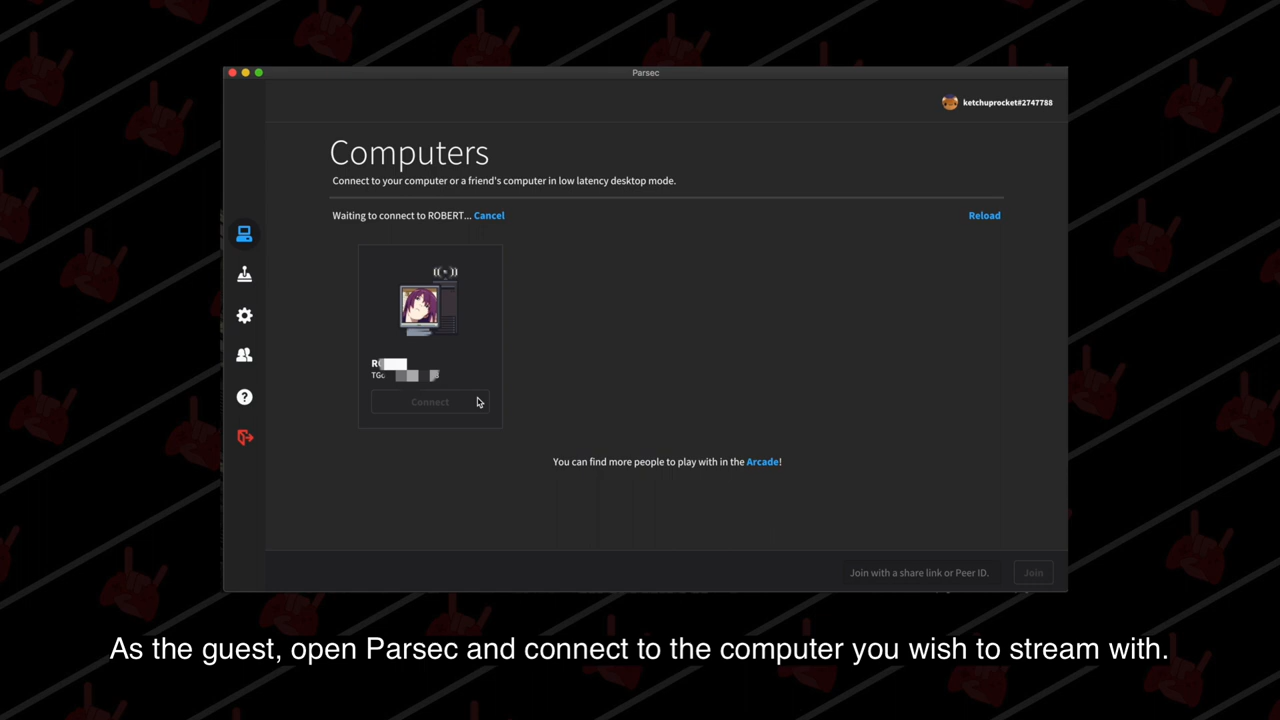 Parsec
ketchuprocket#2747788
Computers
Connect to your computer or a friend's computer in low latency desktop mode.
Waiting to connect to ROBERT... Cancel
Reload
Connect
You can find more people to play with in the Arcade!
Join with a share link or Peer ID.
Join
As the guest, open Parsec and connect to the computer you wish to stream with.